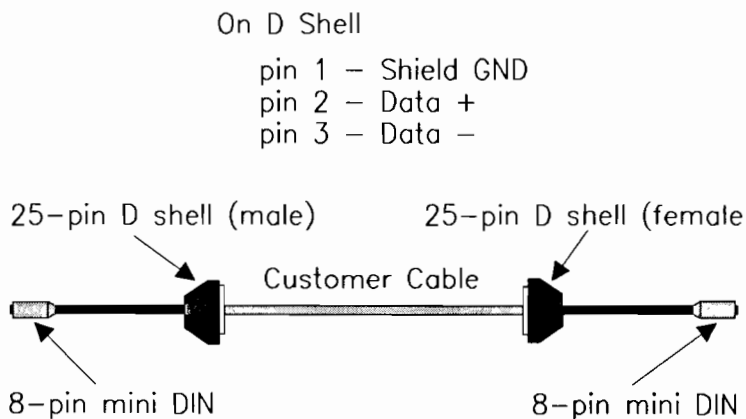 On D Shell
pin 1 – Shield GND
pin 2 – Data +
pin 3 – Data –
25-pin D shell (male)
25-pin D shell (female
Customer Cable
8-pin mini DIN
8-pin mini DIN